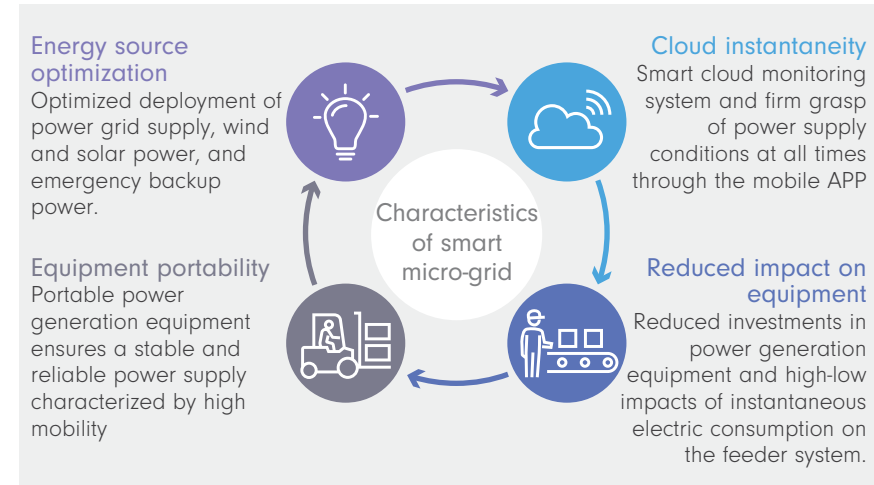 Energy source
optimization
Optimized deployment of
power grid supply, wind
and solar power, and
emergency backup
power.
Cloud instantaneity
Smart cloud monitoring
system and firm grasp
of power supply
conditions at all times
through the mobile APP
Characteristics
of smart
micro-grid
Equipment portability
Portable power
generation equipment
ensures a stable and
reliable power supply
characterized by high
mobility
Reduced impact on
equipment
Reduced investments in
power generation
equipment and high-low
impacts of instantaneous
electric consumption on
the feeder system.